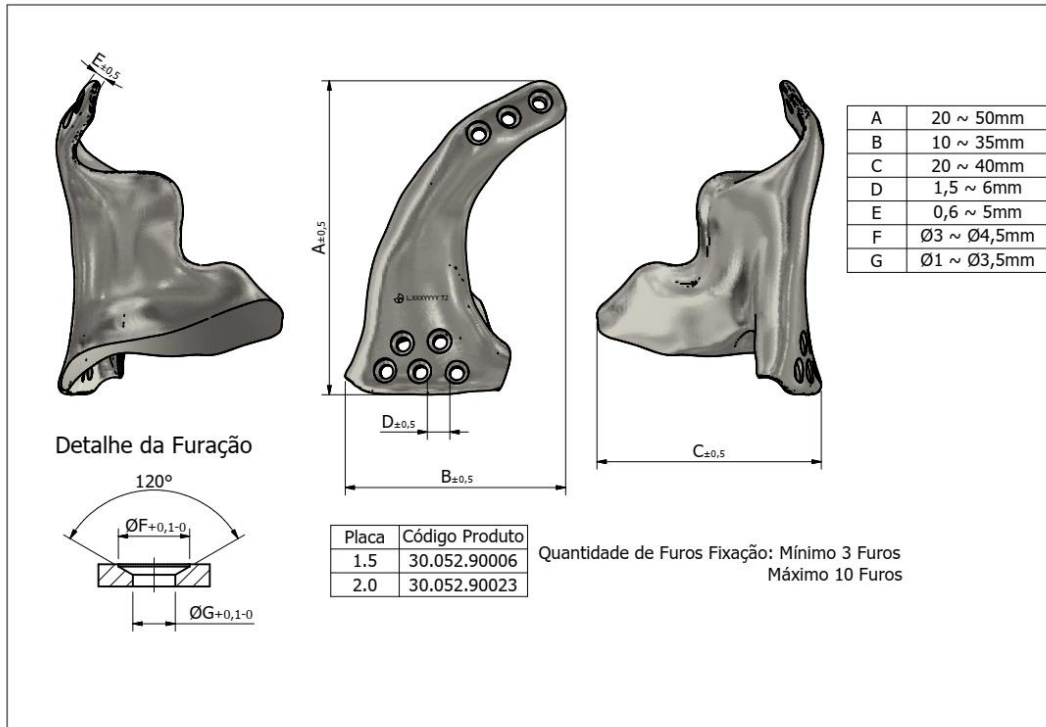 E±0,5
A±0,5
L.XXXYYYY T2
D±0,5
B±0,5
C±0,5
A 20 ~ 50mm
B 10 ~ 35mm
C 20 ~ 40mm
D 1,5 ~ 6mm
E 0,6 ~ 5mm
F Ø3 ~ Ø4,5mm
G Ø1 ~ Ø3,5mm
Detalhe da Furação
120°
ØF+0,1-0
ØG+0,1-0
Placa Código Produto
1.5 30.052.90006
2.0 30.052.90023
Quantidade de Furos Fixação: Mínimo 3 Furos
Máximo 10 Furos